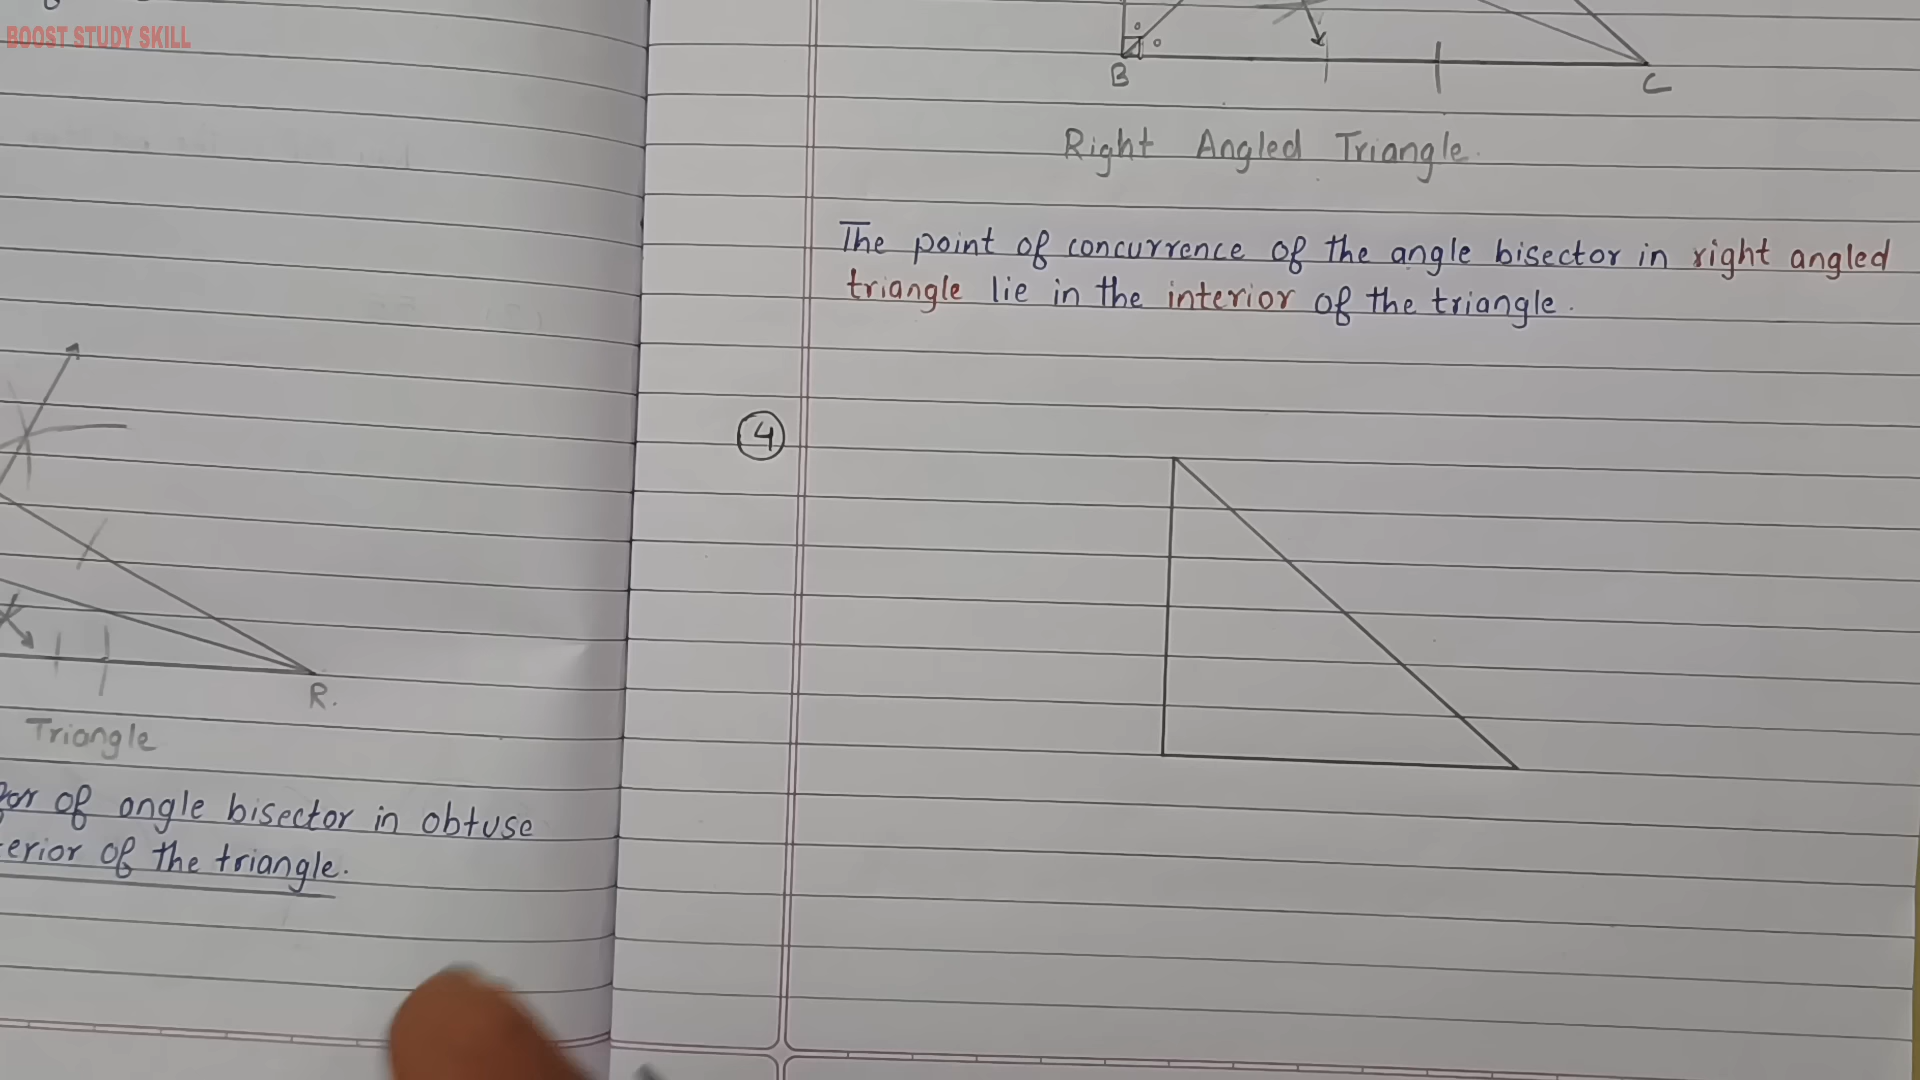 BOOST STUDY SKILL
R.
Triangle
of angle bisector in obtuse
of the triangle.
B
C
Right Angled Triangle.
The point of concurrence of the angle bisector in right angled
triangle lie in the interior of the triangle.
4